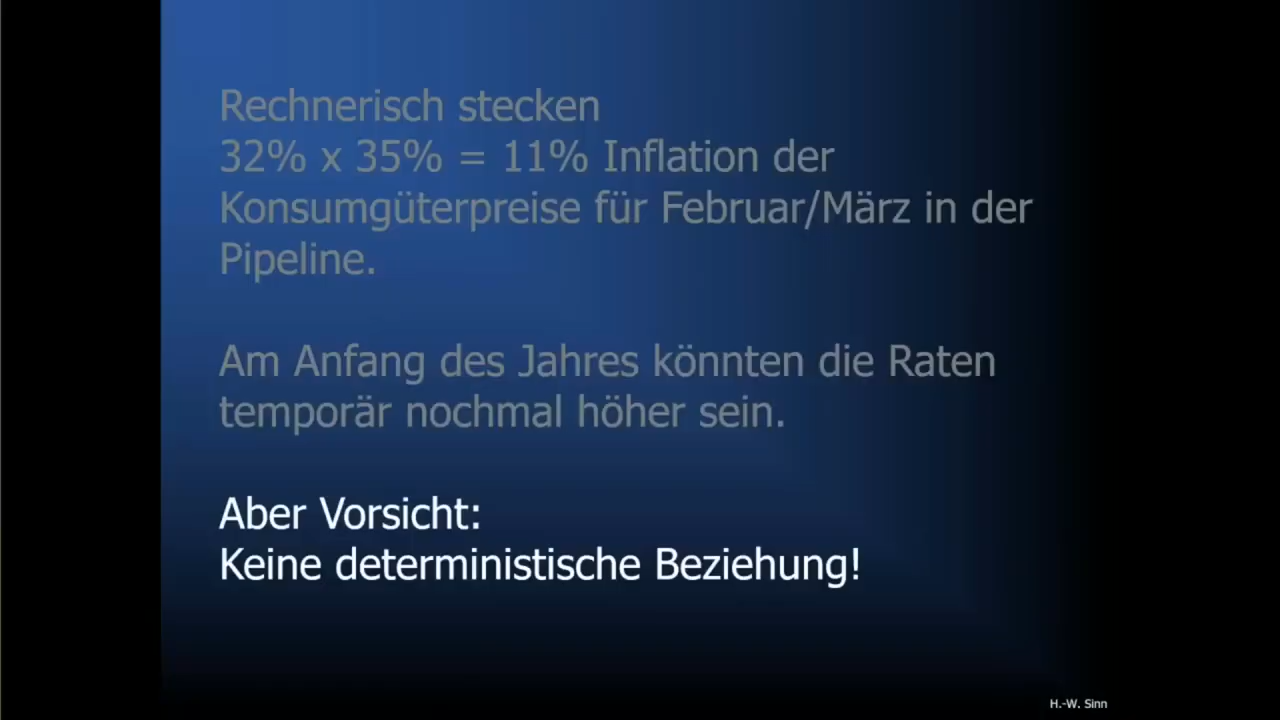 Rechnerisch stecken
32% x 35% = 11% Inflation der
Konsumgüterpreise für Februar/März in der
Pipeline.
Am Anfang des Jahres könnten die Raten
temporär nochmal höher sein.
Aber Vorsicht:
Keine deterministische Beziehung!
H.-W. Sinn